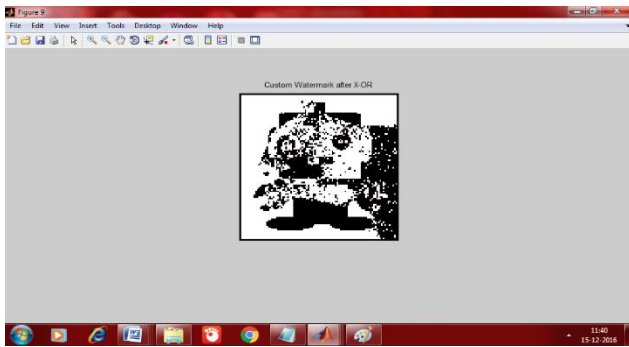 Figure 9
File Edit View Insert Tools Desktop Window Help
Custom Watermark after X-OR
11:40
15-12-2016